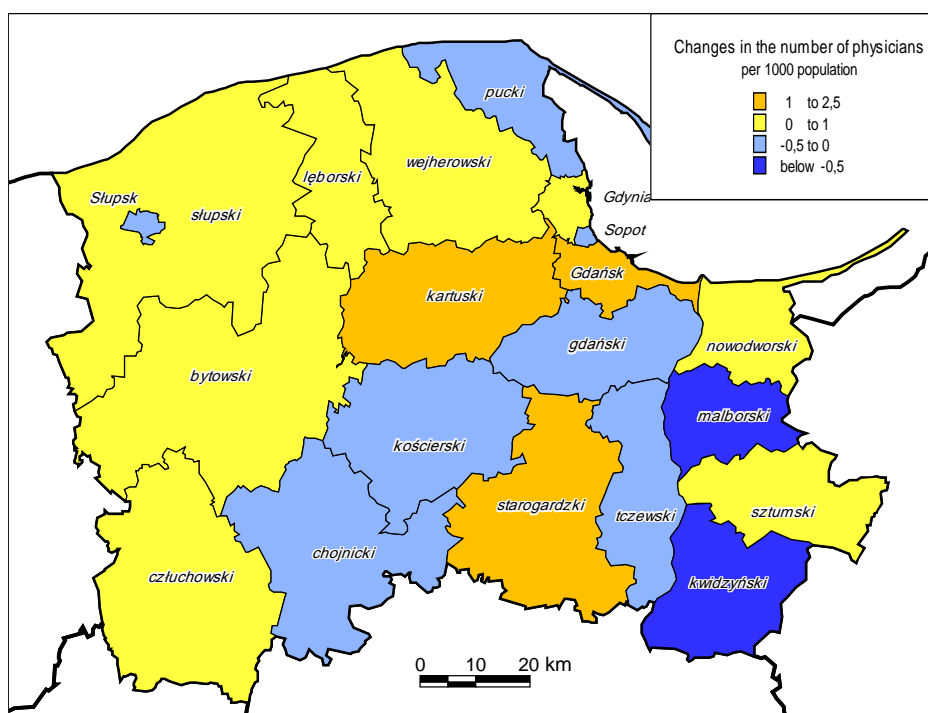 Changes in the number of physicians
per 1000 population
1 to 2,5
0 to 1
-0,5 to 0
below -0,5
pucki
wejherowski
lęborski
Słupsk
słupski
Gdynia
Sopot
Gdańsk
kartuski
gdański
nowodworski
bytowski
malborski
kościerski
starogardzki
tczewski
sztumski
chojnicki
człuchowski
kwidzyński
0 10 20 km